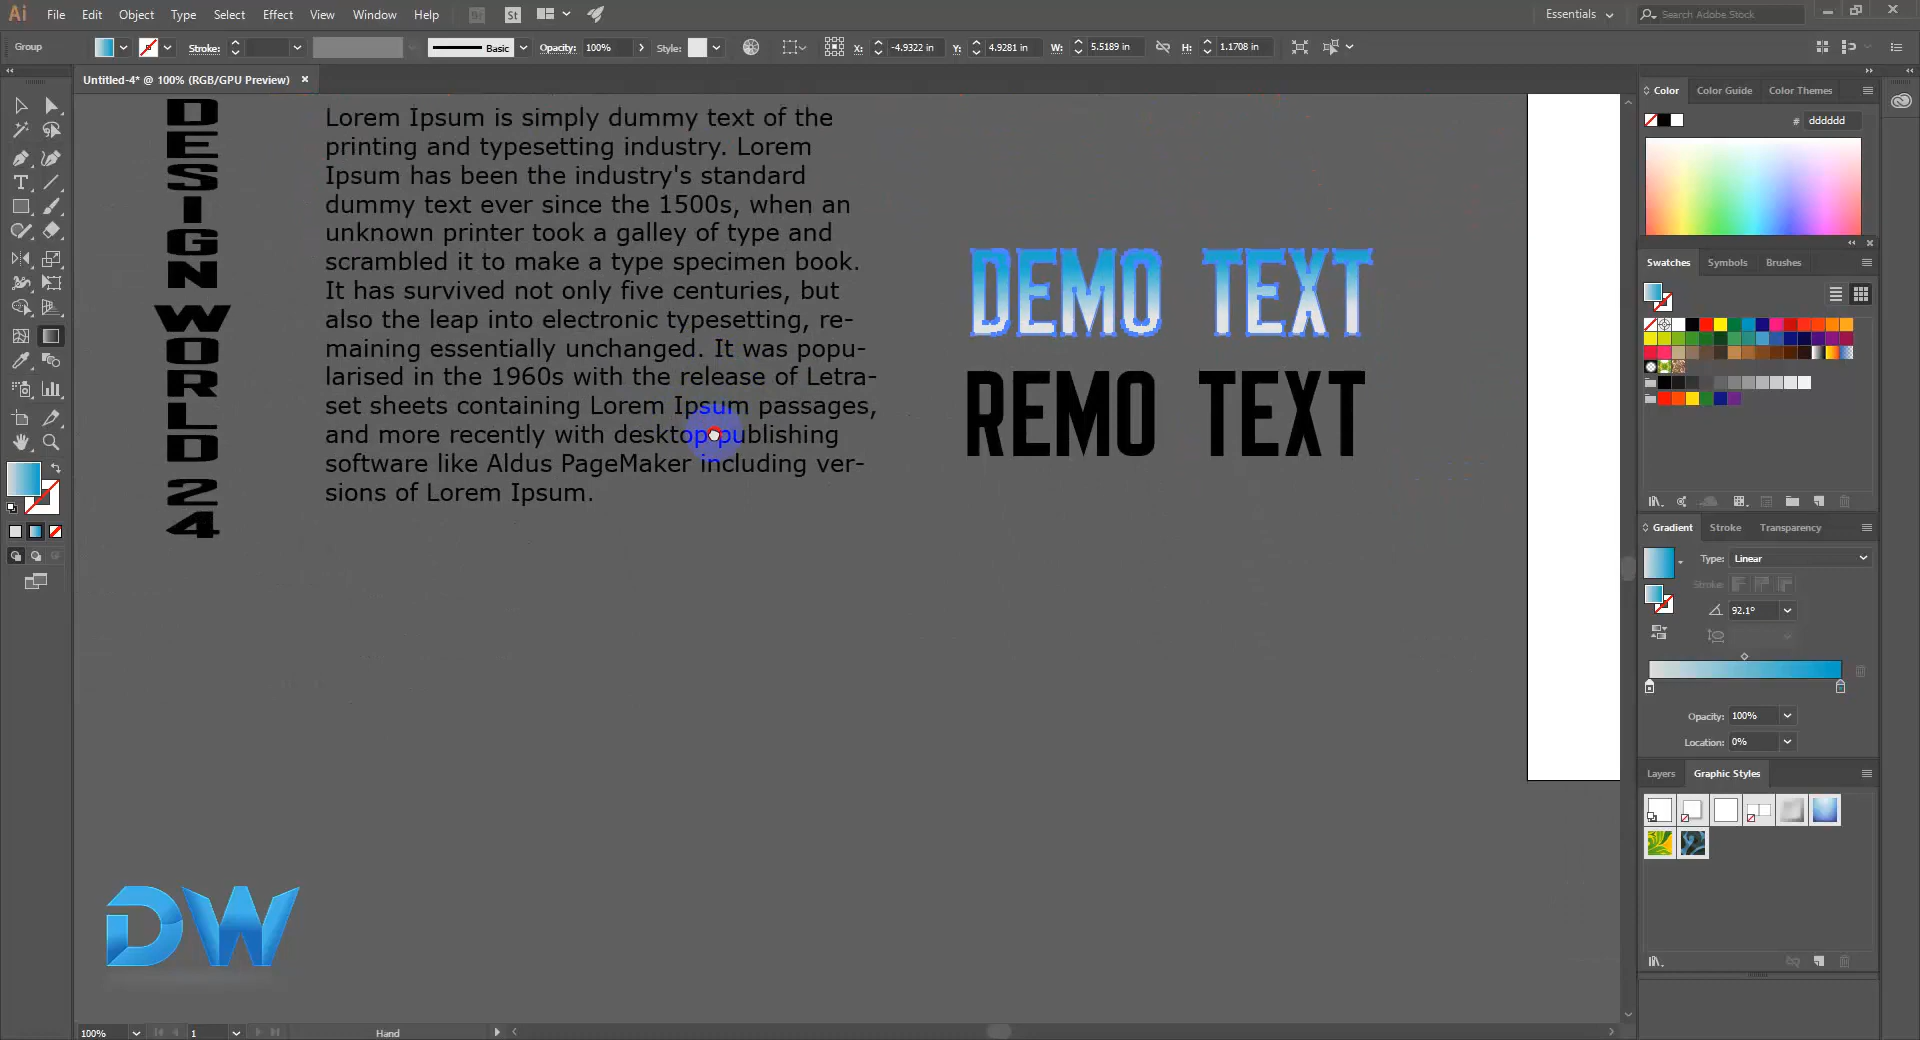 Ai File Edit Object Type Select Effect View Window Help Br St Essentials Search Adobe Stock
Group Stroke: Basic Opacity: 100% Style: X: -4.9322 in Y: 4.9281 in W: 5.5189 in H: 1.1708 in
Untitled-4* @ 100% (RGB/GPU Preview)
DESIGN
WORLD
24
Lorem Ipsum is simply dummy text of the
printing and typesetting industry. Lorem
Ipsum has been the industry's standard
dummy text ever since the 1500s, when an
unknown printer took a galley of type and
scrambled it to make a type specimen book.
It has survived not only five centuries, but
also the leap into electronic typesetting, re-
maining essentially unchanged. It was popu-
larised in the 1960s with the release of Letra-
set sheets containing Lorem Ipsum passages,
and more recently with desktop publishing
software like Aldus PageMaker including ver-
sions of Lorem Ipsum.
DEMO TEXT
REMO TEXT
DW
Color Color Guide Color Themes
# dddddd
Swatches Symbols Brushes
Gradient Stroke Transparency
Type: Linear
Stroke:
92.1°
Opacity: 100%
Location: 0%
Layers Graphic Styles
100% 1 Hand